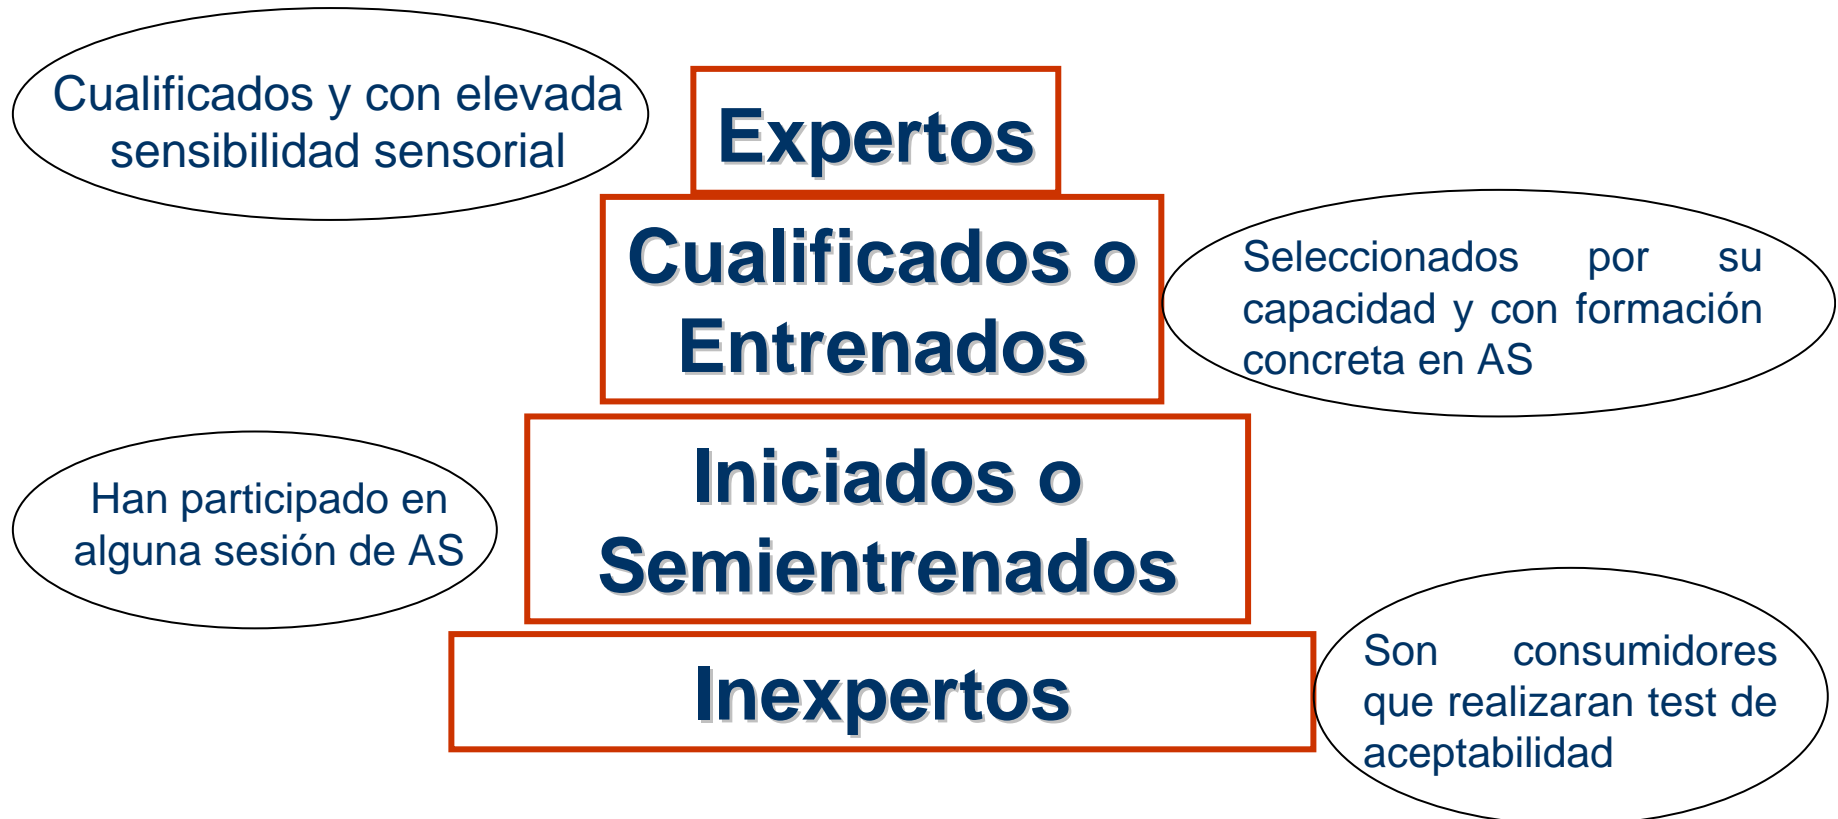 Cualificados y con elevada
sensibilidad sensorial
Expertos
Cualificados o
Entrenados
Seleccionados por su
capacidad y con formación
concreta en AS
Han participado en
alguna sesión de AS
Iniciados o
Semientrenados
Inexpertos
Son consumidores
que realizaran test de
aceptabilidad